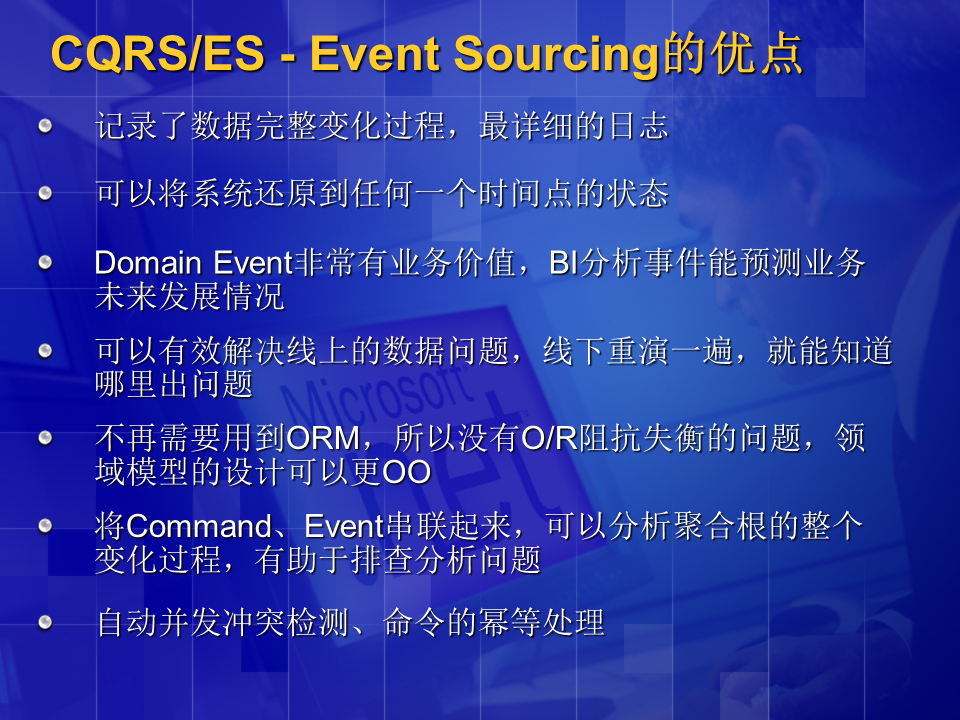 CQRS/ES - Event Sourcing的优点
记录了数据完整变化过程，最详细的日志
可以将系统还原到任何一个时间点的状态
Domain Event非常有业务价值，BI分析事件能预测业务
未来发展情况
可以有效解决线上的数据问题，线下重演一遍，就能知道
哪里出问题
不再需要用到ORM，所以没有O/R阻抗失衡的问题，领
域模型的设计可以更OO
将Command、Event串联起来，可以分析聚合根的整个
变化过程，有助于排查分析问题
自动并发冲突检测、命令的幂等处理
Microsoft
.net